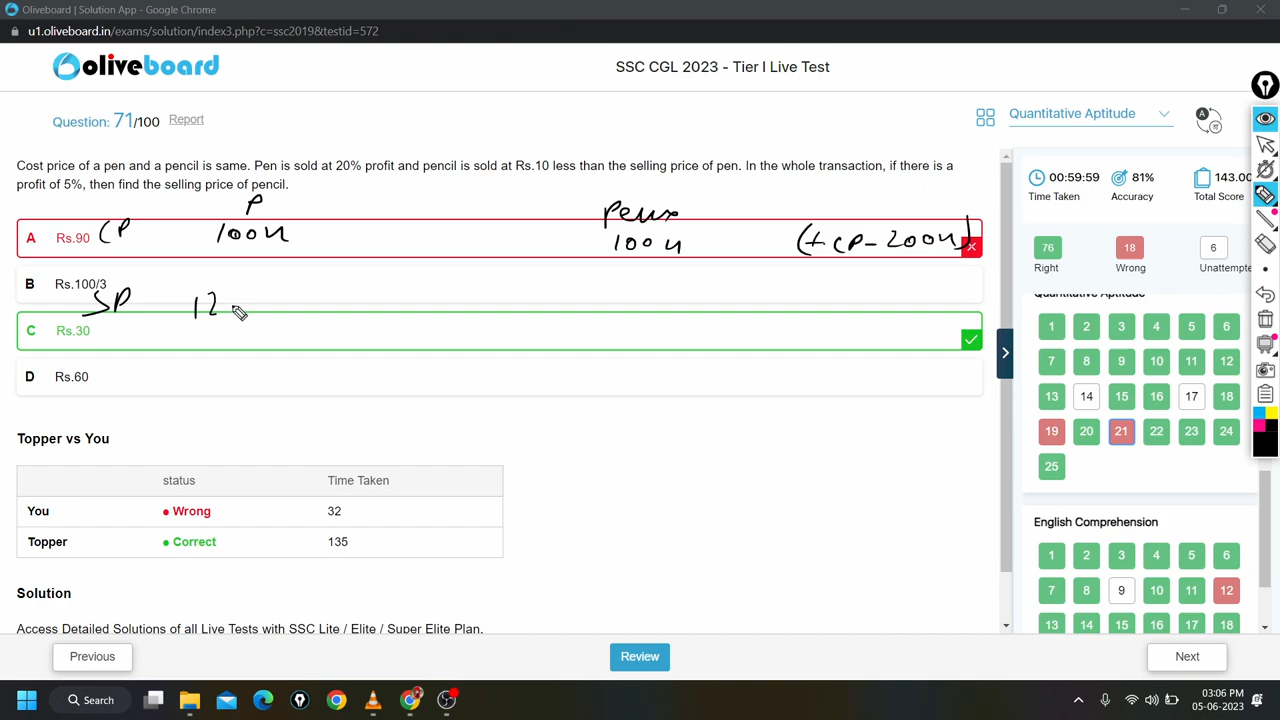 Oliveboard | Solution App - Google Chrome
u1.oliveboard.in/exams/solution/index3.php?c=ssc2019&testid=572
oliveboard
SSC CGL 2023 - Tier I Live Test
Question: 71/100 Report
Quantitative Aptitude
A
Cost price of a pen and a pencil is same. Pen is sold at 20% profit and pencil is sold at Rs.10 less than the selling price of pen. In the whole transaction, if there is a
profit of 5%, then find the selling price of pencil.
P
A Rs.90 CP 100x 100x (TCP - 200x)
B Rs.100/3
SP 12
C Rs.30
D Rs.60
Topper vs You
status Time Taken
You Wrong 32
Topper Correct 135
Solution
Access Detailed Solutions of all Live Tests with SSC Lite / Elite / Super Elite Plan.
00:59:59 81% 143.00
Time Taken Accuracy Total Score
76 18 6
Right Wrong Unattempte
Quantitative Aptitude
1 2 3 4 5 6
7 8 9 10 11 12
13 14 15 16 17 18
19 20 21 22 23 24
25
English Comprehension
1 2 3 4 5 6
7 8 9 10 11 12
13 14 15 16 17 18
Previous Review Next
Search
03:06 PM
05-06-2023